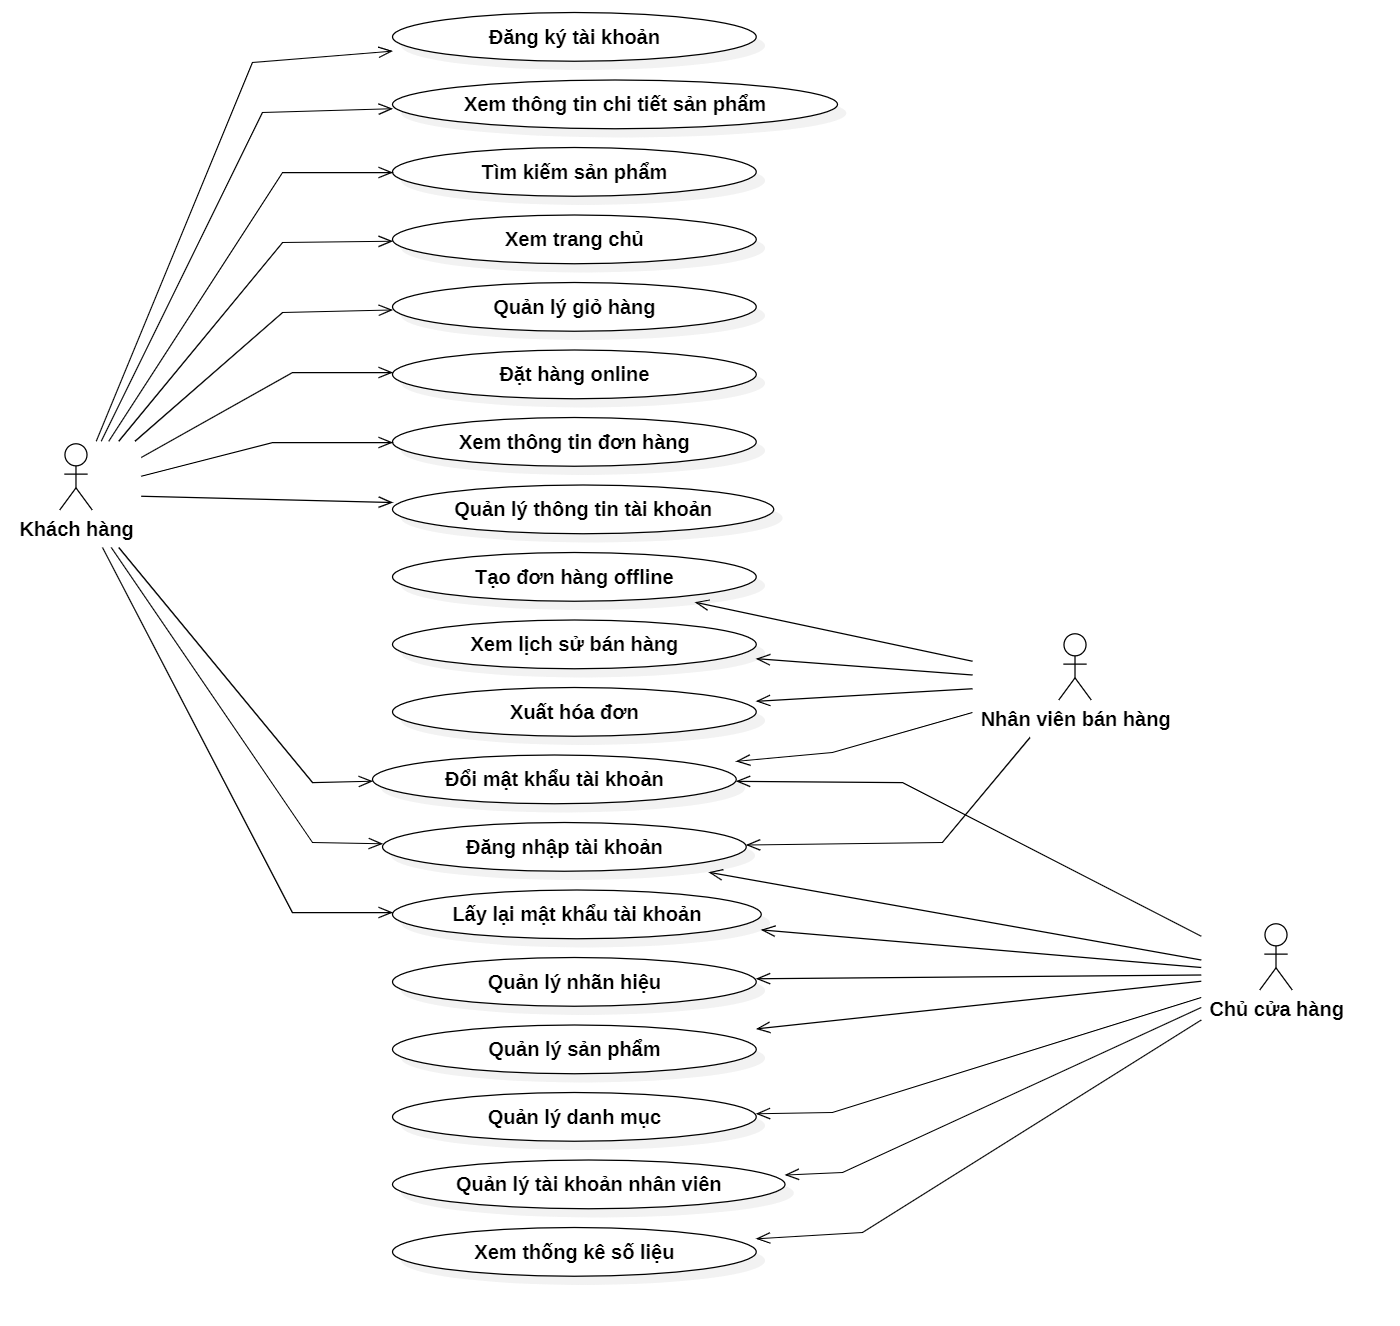 Đăng ký tài khoản
Xem thông tin chi tiết sản phẩm
Tìm kiếm sản phẩm
Xem trang chủ
Quản lý giỏ hàng
Đặt hàng online
Xem thông tin đơn hàng
Quản lý thông tin tài khoản
Khách hàng
Tạo đơn hàng offline
Xem lịch sử bán hàng
Xuất hóa đơn
Nhân viên bán hàng
Đổi mật khẩu tài khoản
Đăng nhập tài khoản
Lấy lại mật khẩu tài khoản
Quản lý nhãn hiệu
Chủ cửa hàng
Quản lý sản phẩm
Quản lý danh mục
Quản lý tài khoản nhân viên
Xem thống kê số liệu